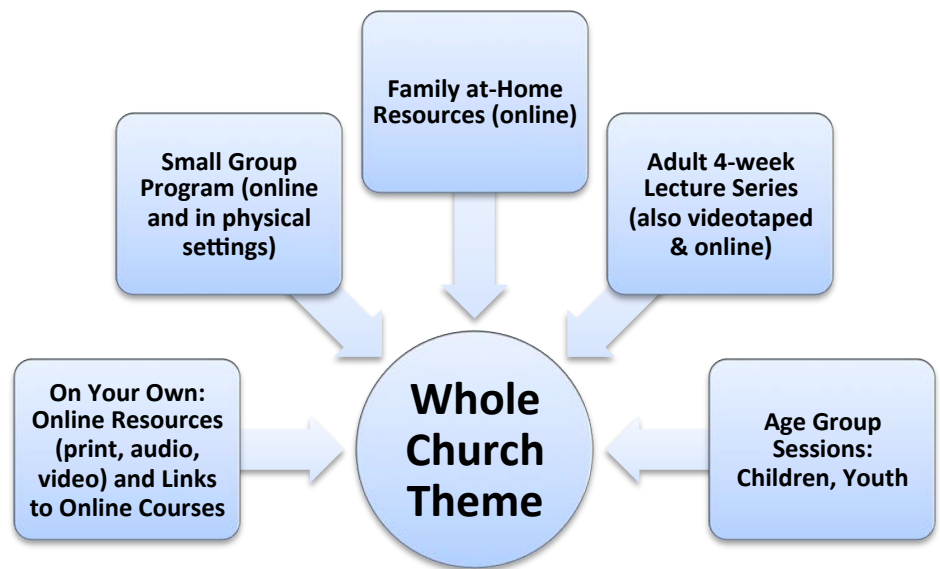 Family at-Home
Resources (online)
Small Group
Program (online
and in physical
settings)
Adult 4-week
Lecture Series
(also videotaped
& online)
On Your Own:
Online Resources
(print, audio,
video) and Links
to Online Courses
Whole
Church
Theme
Age Group
Sessions:
Children, Youth